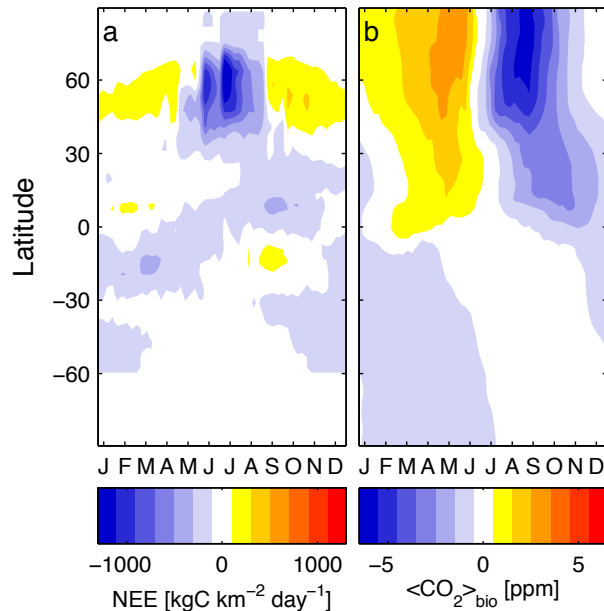 a
b
Latitude
60
30
0
−30
−60
J F M A M J J A S O N D
J F M A M J J A S O N D
−1000 0 1000
−5 0 5
NEE [kgC km−2 day−1]
<CO2>bio [ppm]